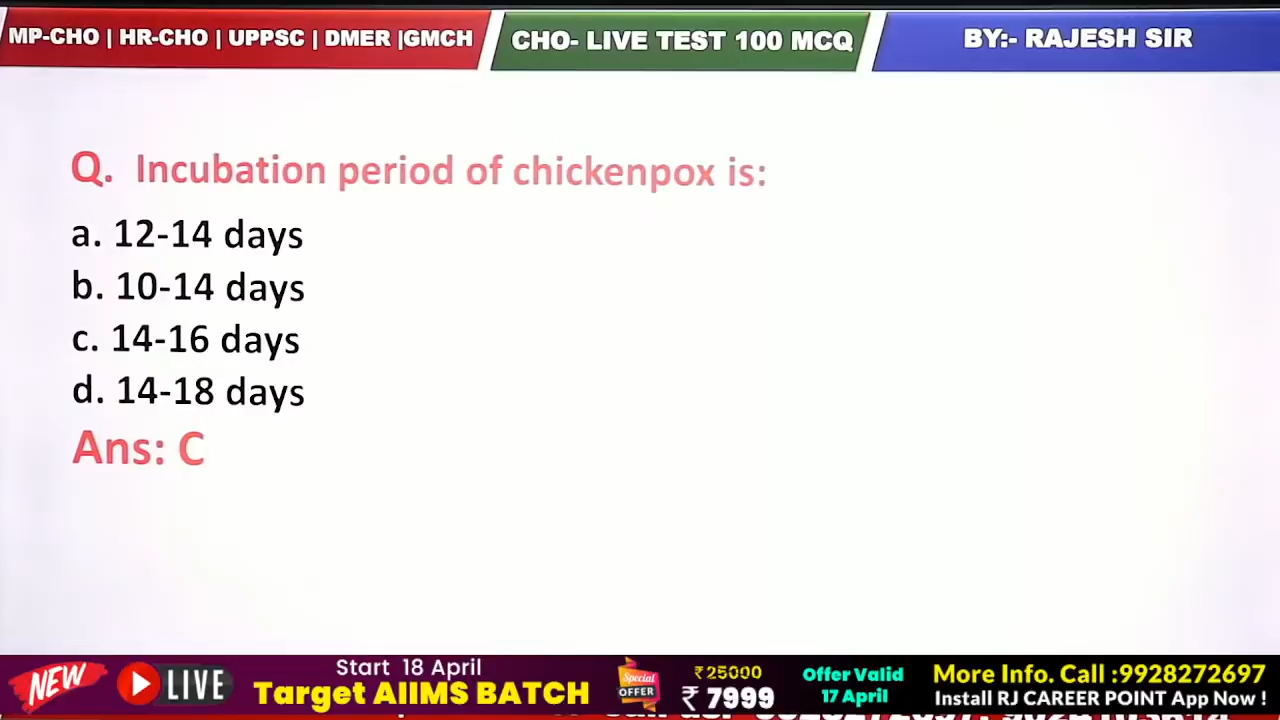 MP-CHO | HR-CHO | UPPSC | DMER |GMCH
CHO- LIVE TEST 100 MCQ
BY:- RAJESH SIR
Q. Incubation period of chickenpox is:
a. 12-14 days
b. 10-14 days
c. 14-16 days
d. 14-18 days
Ans: C
NEW
LIVE
Start 18 April
Target AIIMS BATCH
Special
OFFER
₹25000
₹ 7999
Offer Valid
17 April
More Info. Call :9928272697
Install RJ CAREER POINT App Now !